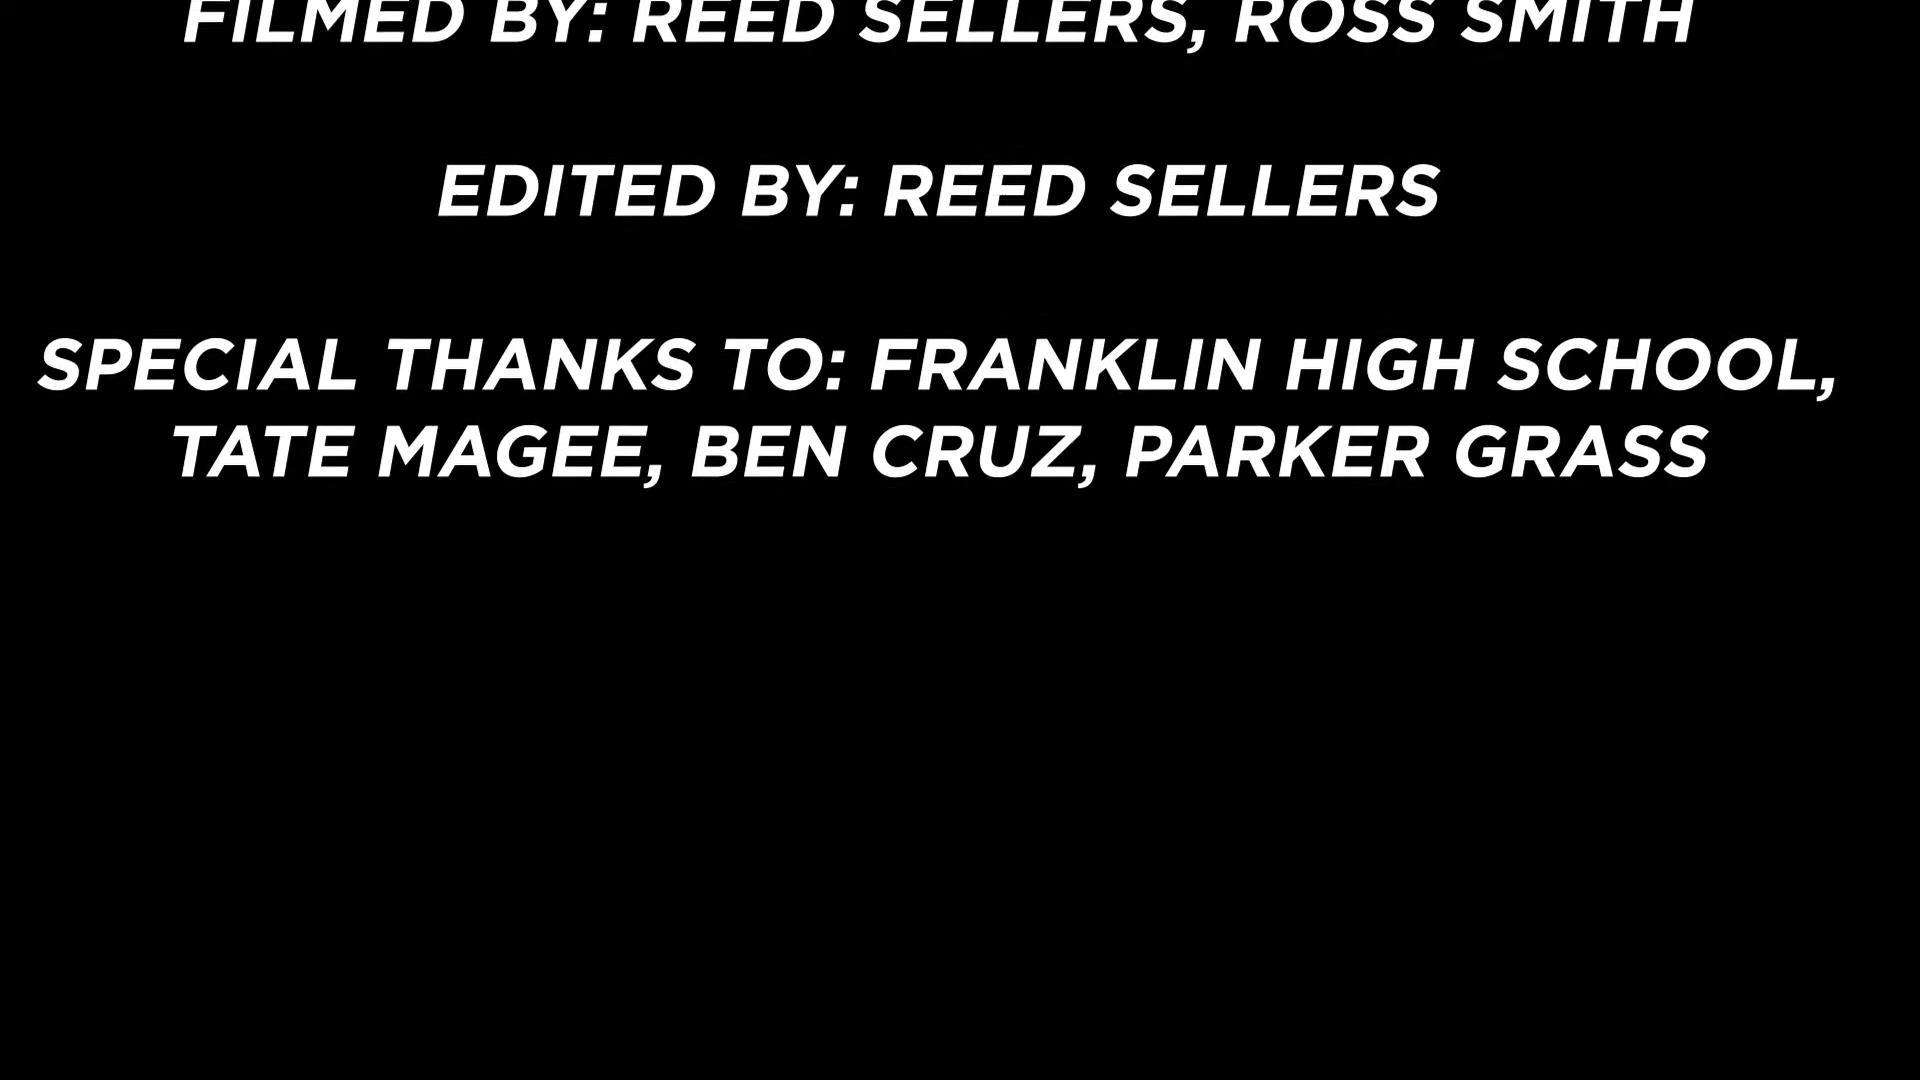 FILMED BY: REED SELLERS, ROSS SMITH
EDITED BY: REED SELLERS
SPECIAL THANKS TO: FRANKLIN HIGH SCHOOL,
TATE MAGEE, BEN CRUZ, PARKER GRASS